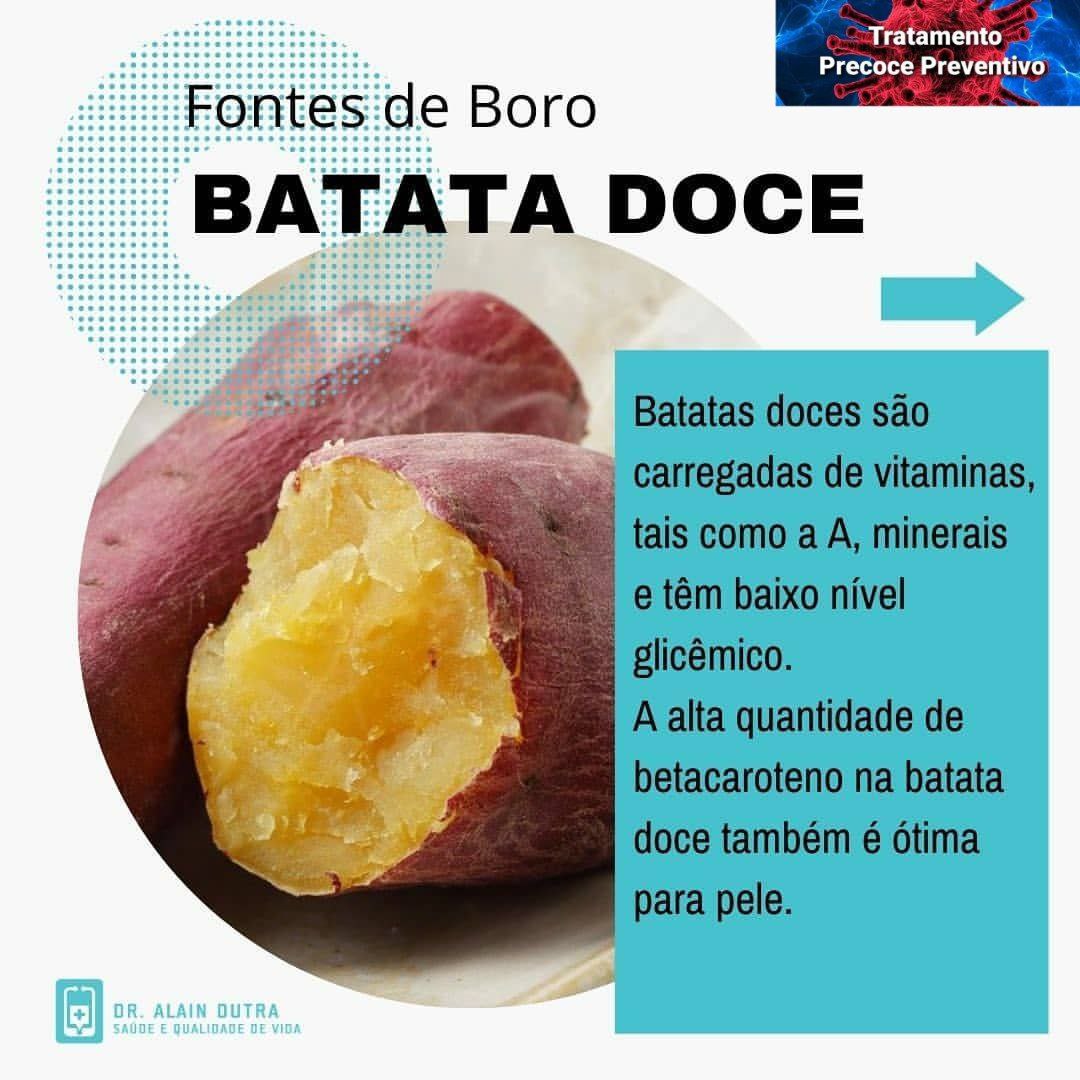 Tratamento
Precoce Preventivo
Fontes de Boro
BATATA DOCE
Batatas doces são
carregadas de vitaminas,
tais como a A, minerais
e têm baixo nível
glicêmico.
A alta quantidade de
betacaroteno na batata
doce também é ótima
para pele.
DR. ALAIN DUTRA
SAÚDE E QUALIDADE DE VIDA